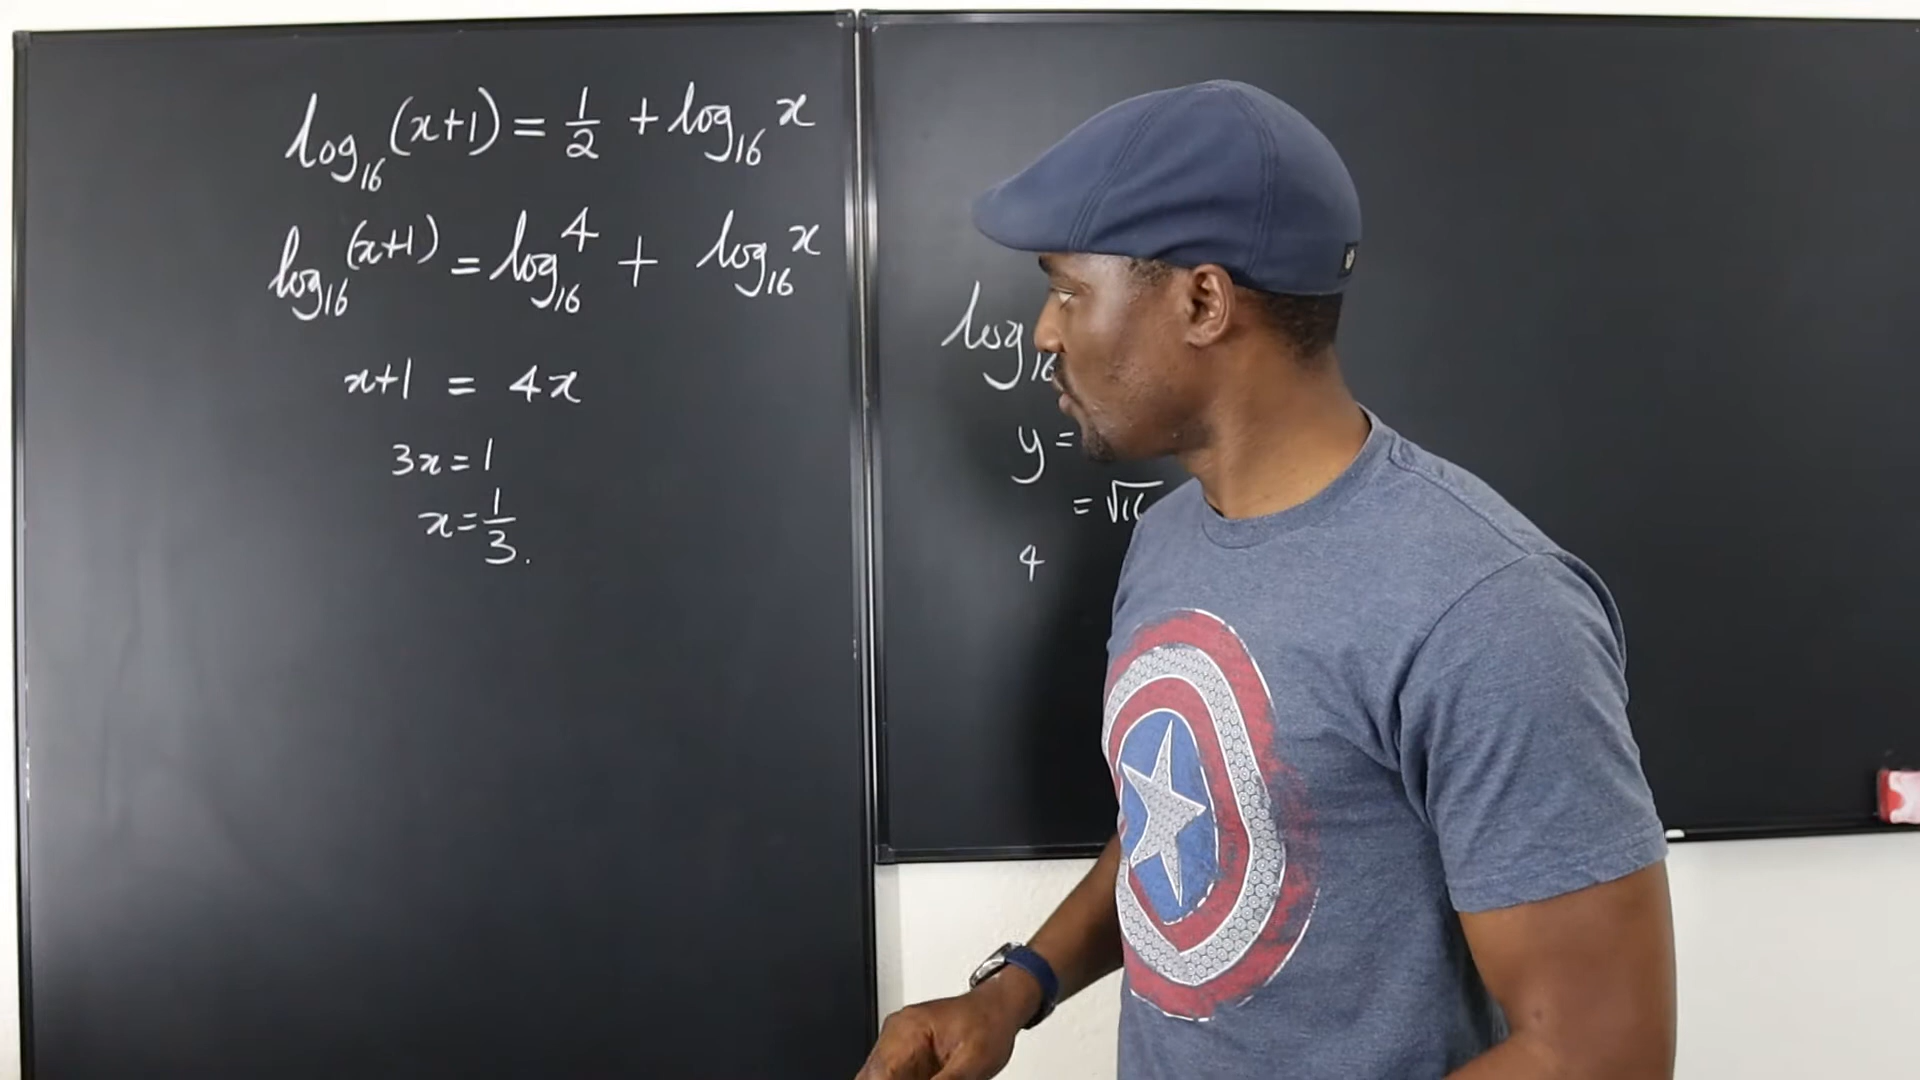 log₁₆(x+1) = 1/2 + log₁₆ x
log₁₆(x+1) = log₁₆ 4 + log₁₆ x
x+1 = 4x
3x = 1
x = 1/3.
log₁₆
y =
= √16
4